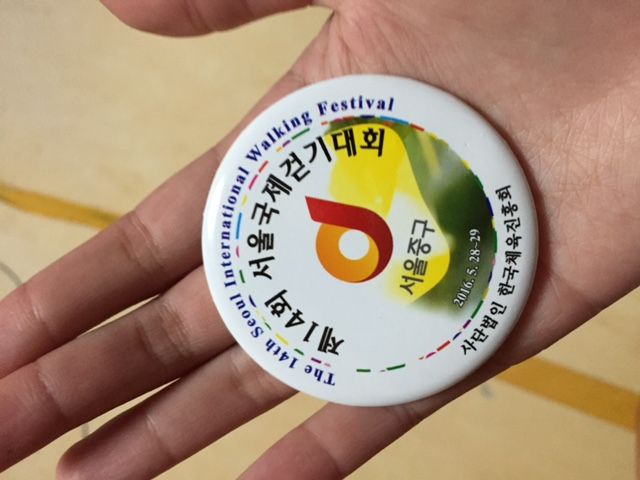 The 14th Seoul International Walking Festival
제14회 서울국제걷기대회
서울중구
2016. 5. 28-29
사단법인 한국체육진흥회